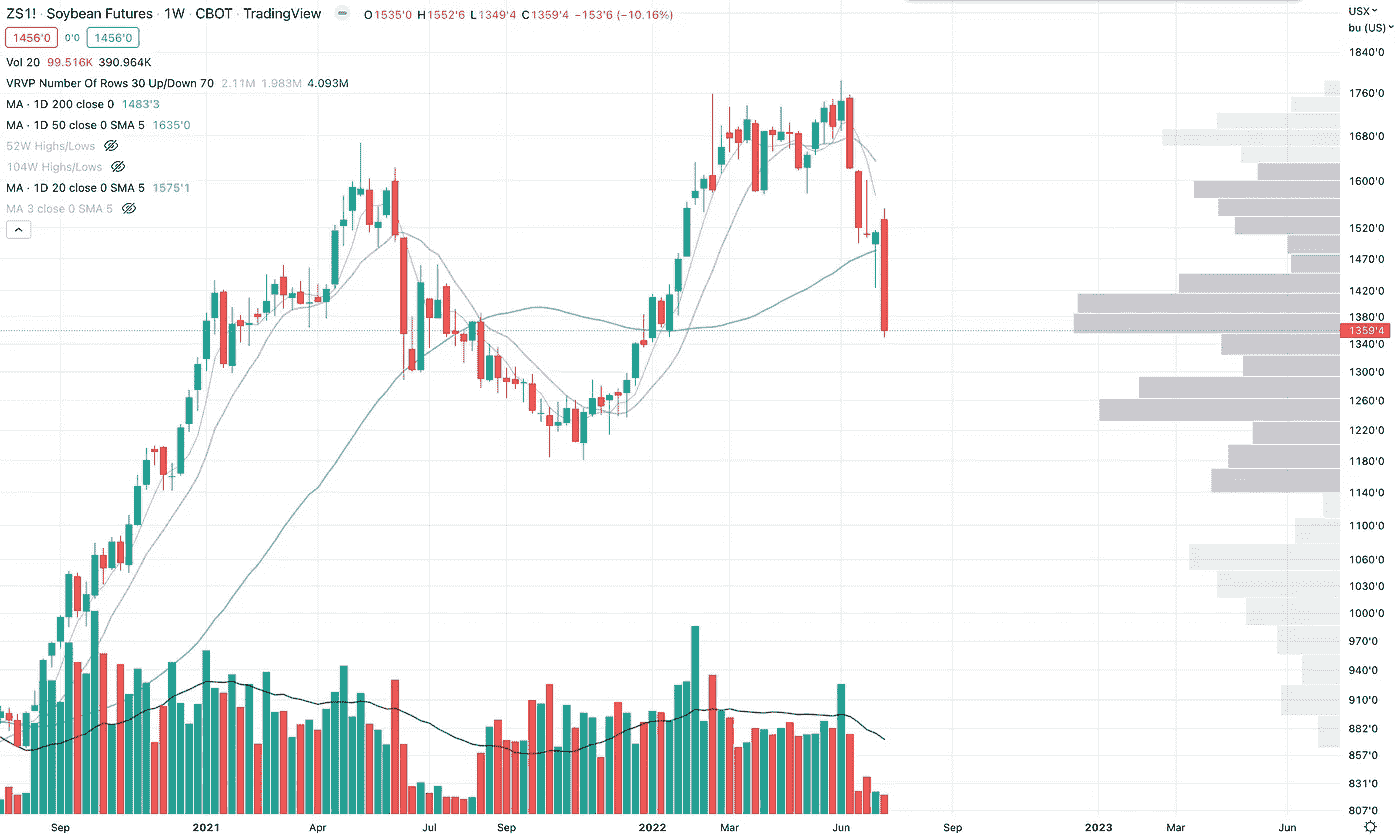 ZS1! · Soybean Futures · 1W · CBOT · TradingView O1535'0 H1552'6 L1349'4 C1359'4 −153'6 (−10.16%)
1456'0 0'0 1456'0
Vol 20 99.516K 390.964K
VRVP Number Of Rows 30 Up/Down 70 2.11M 1.983M 4.093M
MA · 1D 200 close 0 1483'3
MA · 1D 50 close 0 SMA 5 1635'0
52W Highs/Lows
104W Highs/Lows
MA · 1D 20 close 0 SMA 5 1575'1
MA 3 close 0 SMA 5
USX
bu (US)
1840'0
1760'0
1680'0
1600'0
1520'0
1470'0
1420'0
1380'0
1359'4
1340'0
1300'0
1260'0
1220'0
1180'0
1140'0
1100'0
1060'0
1030'0
1000'0
970'0
940'0
910'0
882'0
857'0
831'0
807'0
Sep 2021 Apr Jul Sep 2022 Mar Jun Sep 2023 Mar Jun